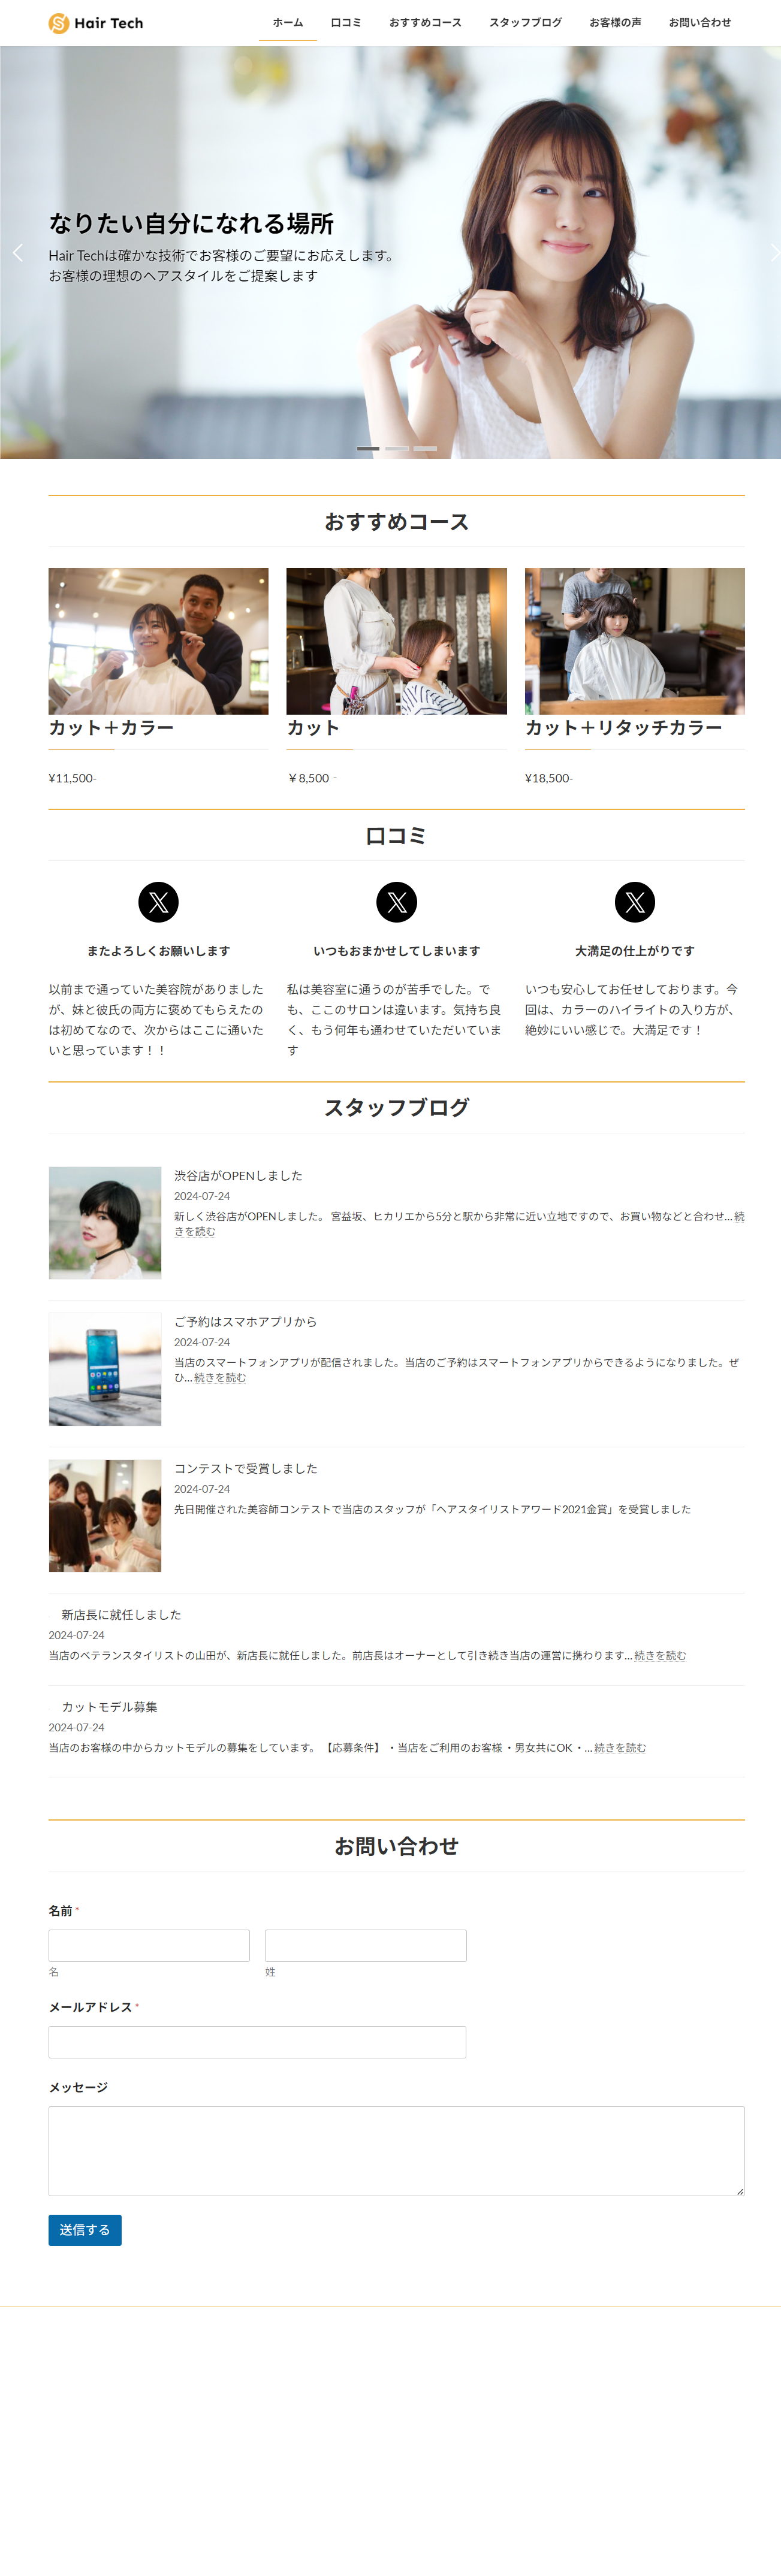 Hair Tech
ホーム 口コミ おすすめコース スタッフブログ お客様の声 お問い合わせ
なりたい自分になれる場所
Hair Techは確かな技術でお客様のご要望にお応えします。
お客様の理想のヘアスタイルをご提案します
おすすめコース
カット＋カラー
¥11,500-
カット
￥8,500 -
カット＋リタッチカラー
¥18,500-
口コミ
またよろしくお願いします
以前まで通っていた美容院がありました
が、妹と彼氏の両方に褒めてもらえたの
は初めてなので、次からはここに通いた
いと思っています！！
いつもおまかせしてしまいます
私は美容室に通うのが苦手でした。で
も、ここのサロンは違います。気持ち良
く、もう何年も通わせていただいていま
す
大満足の仕上がりです
いつも安心してお任せしております。今
回は、カラーのハイライトの入り方が、
絶妙にいい感じで。大満足です！
スタッフブログ
渋谷店がOPENしました
2024-07-24
新しく渋谷店がOPENしました。 宮益坂、ヒカリエから5分と駅から非常に近い立地ですので、お買い物などと合わせ... 続
きを読む
ご予約はスマホアプリから
2024-07-24
当店のスマートフォンアプリが配信されました。当店のご予約はスマートフォンアプリからできるようになりました。ぜ
ひ... 続きを読む
コンテストで受賞しました
2024-07-24
先日開催された美容師コンテストで当店のスタッフが「ヘアスタイリストアワード2021金賞」を受賞しました
新店長に就任しました
2024-07-24
当店のベテランスタイリストの山田が、新店長に就任しました。前店長はオーナーとして引き続き当店の運営に携わります... 続きを読む
カットモデル募集
2024-07-24
当店のお客様の中からカットモデルの募集をしています。 【応募条件】 ・当店をご利用のお客様 ・男女共にOK ・... 続きを読む
お問い合わせ
名前 *
名 姓
メールアドレス *
メッセージ
送信する